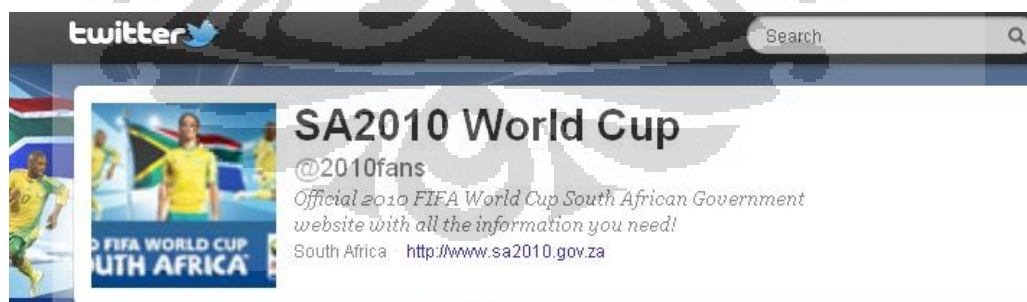 twitter
Search
SA2010 World Cup
@2010fans
Official 2010 FIFA World Cup South African Government
website with all the information you need!
South Africa · http://www.sa2010.gov.za
FIFA WORLD CUP
UTH AFRICA